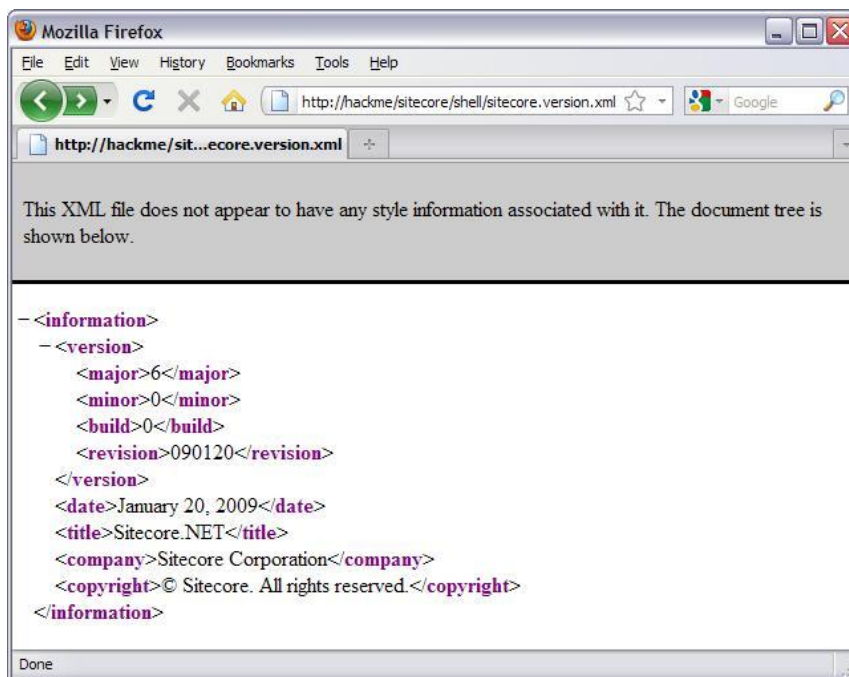 Mozilla Firefox
File Edit View History Bookmarks Tools Help
http://hackme/sitecore/shell/sitecore.version.xml Google
http://hackme/sit...ecore.version.xml
This XML file does not appear to have any style information associated with it. The document tree is
shown below.
− <information>
− <version>
<major>6</major>
<minor>0</minor>
<build>0</build>
<revision>090120</revision>
</version>
<date>January 20, 2009</date>
<title>Sitecore.NET</title>
<company>Sitecore Corporation</company>
<copyright>© Sitecore. All rights reserved.</copyright>
</information>
Done